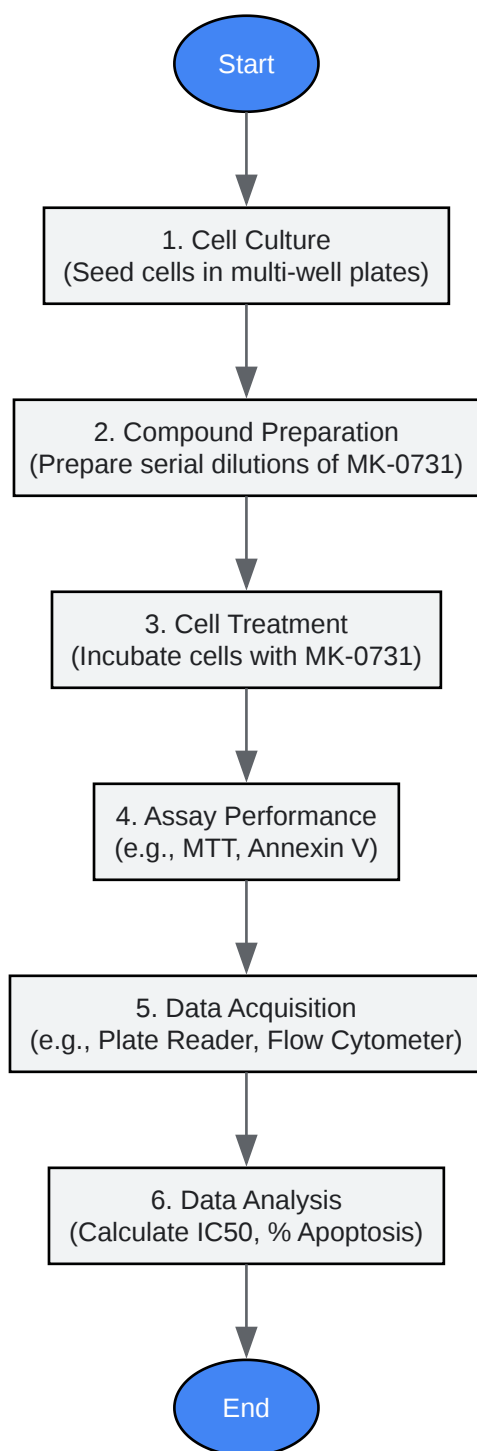 Start
1. Cell Culture
(Seed cells in multi-well plates)
2. Compound Preparation
(Prepare serial dilutions of MK-0731)
3. Cell Treatment
(Incubate cells with MK-0731)
4. Assay Performance
(e.g., MTT, Annexin V)
5. Data Acquisition
(e.g., Plate Reader, Flow Cytometer)
6. Data Analysis
(Calculate IC50, % Apoptosis)
End